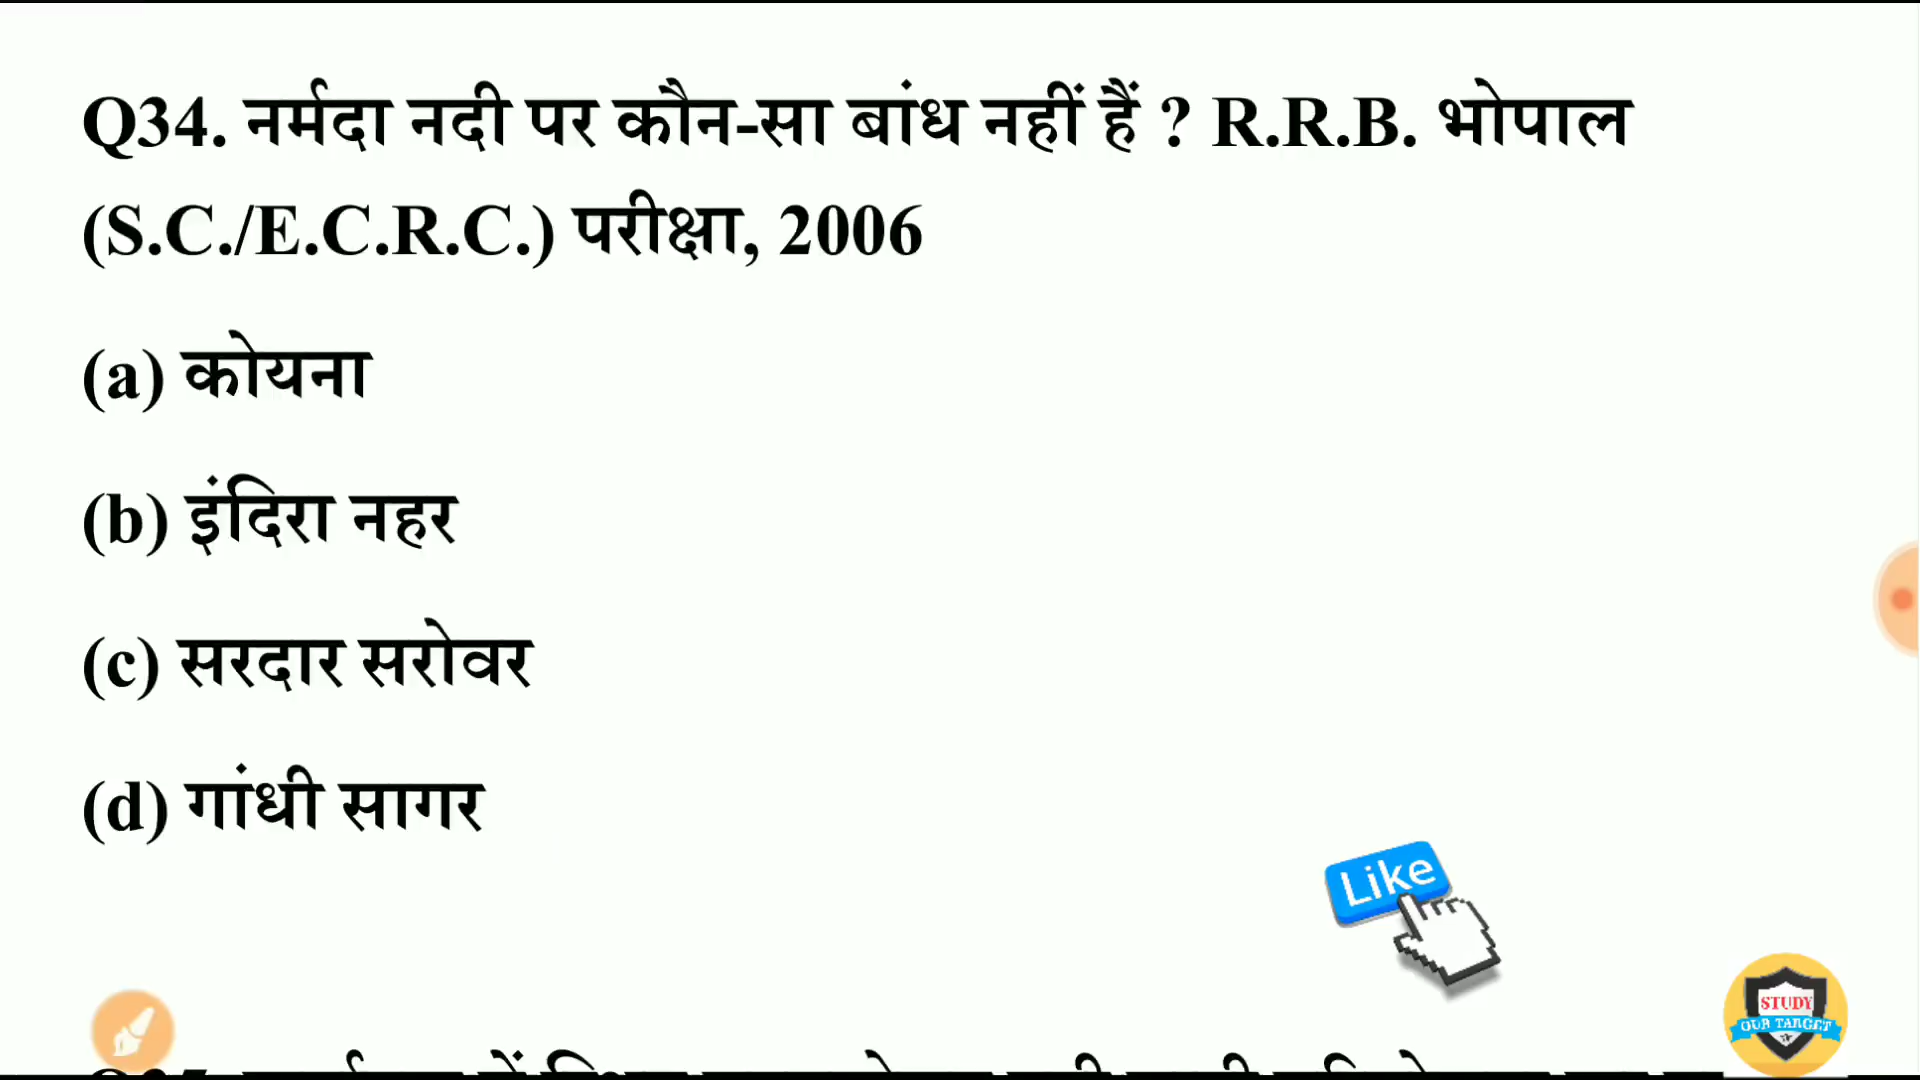 Q34. नर्मदा नदी पर कौन-सा बांध नहीं हैं ? R.R.B. भोपाल
(S.C./E.C.R.C.) परीक्षा, 2006
(a) कोयना
(b) इंदिरा नहर
(c) सरदार सरोवर
(d) गांधी सागर
Like
STUDY
OUR TARGET